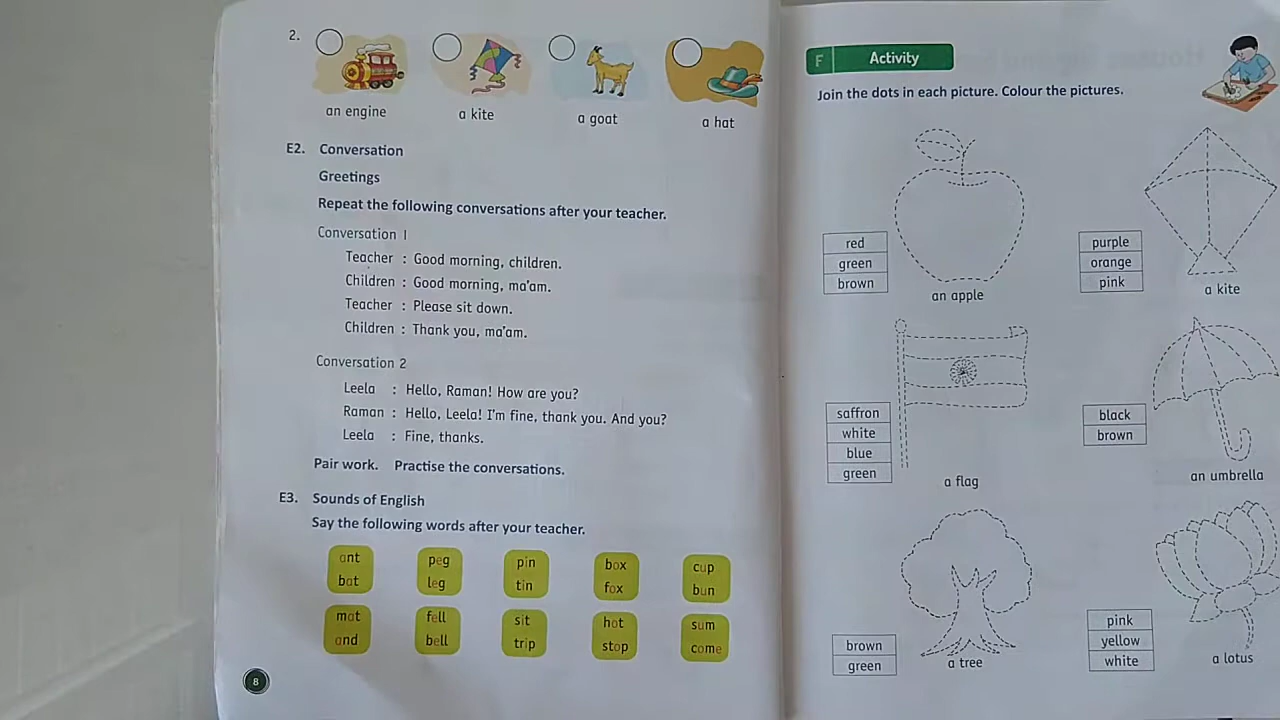 2.
an engine a kite a goat a hat
E2. Conversation
Greetings
Repeat the following conversations after your teacher.
Conversation 1
Teacher : Good morning, children.
Children : Good morning, ma'am.
Teacher : Please sit down.
Children : Thank you, ma'am.
Conversation 2
Leela : Hello, Raman! How are you?
Raman : Hello, Leela! I'm fine, thank you. And you?
Leela : Fine, thanks.
Pair work. Practise the conversations.
E3. Sounds of English
Say the following words after your teacher.
ant peg pin box cup
bat leg tin fox bun
mat fell sit hot sum
and bell trip stop come
8
F Activity
Join the dots in each picture. Colour the pictures.
red
green
brown
an apple
purple
orange
pink
a kite
saffron
white
blue
green
a flag
black
brown
an umbrella
brown
green
a tree
pink
yellow
white
a lotus